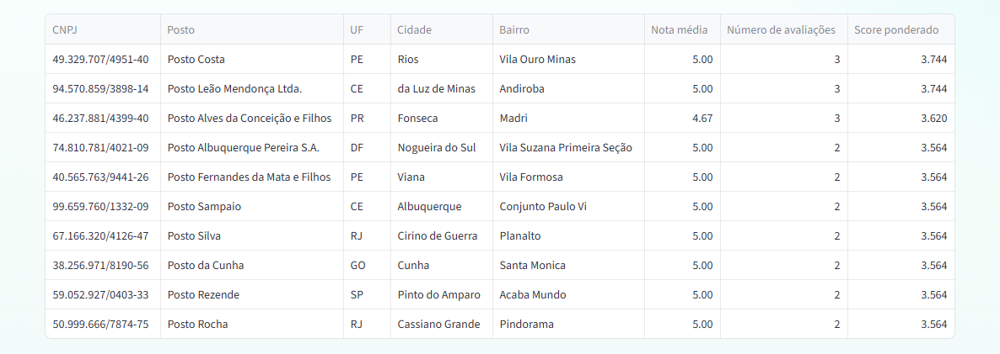 CNPJ Posto UF Cidade Bairro Nota média Número de avaliações Score ponderado
49.329.707/4951-40 Posto Costa PE Rios Vila Ouro Minas 5.00 3 3.744
94.570.859/3898-14 Posto Leão Mendonça Ltda. CE da Luz de Minas Andiroba 5.00 3 3.744
46.237.881/4399-40 Posto Alves da Conceição e Filhos PR Fonseca Madri 4.67 3 3.620
74.810.781/4021-09 Posto Albuquerque Pereira S.A. DF Nogueira do Sul Vila Suzana Primeira Seção 5.00 2 3.564
40.565.763/9441-26 Posto Fernandes da Mata e Filhos PE Viana Vila Formosa 5.00 2 3.564
99.659.760/1332-09 Posto Sampaio CE Albuquerque Conjunto Paulo Vi 5.00 2 3.564
67.166.320/4126-47 Posto Silva RJ Cirino de Guerra Planalto 5.00 2 3.564
38.256.971/8190-56 Posto da Cunha GO Cunha Santa Monica 5.00 2 3.564
59.052.927/0403-33 Posto Rezende SP Pinto do Amparo Acaba Mundo 5.00 2 3.564
50.999.666/7874-75 Posto Rocha RJ Cassiano Grande Pindorama 5.00 2 3.564